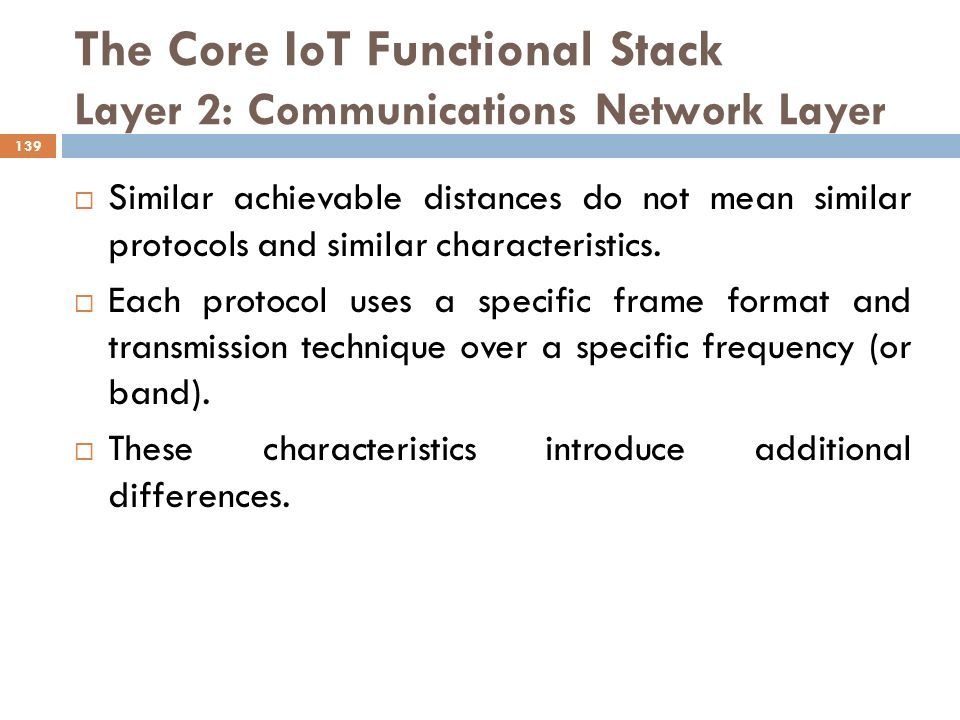 The Core IoT Functional Stack
Layer 2: Communications Network Layer
139
Similar achievable distances do not mean similar
protocols and similar characteristics.
Each protocol uses a specific frame format and
transmission technique over a specific frequency (or
band).
These characteristics introduce additional
differences.